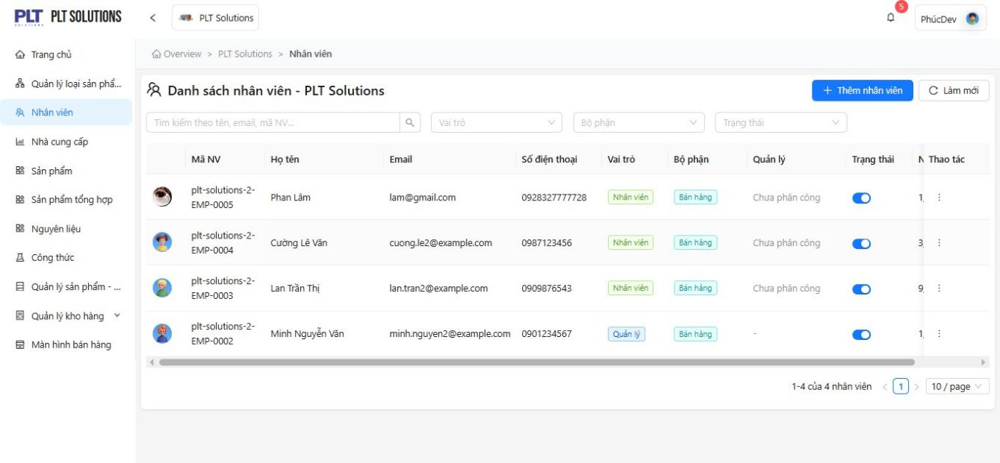 PLT PLT SOLUTIONS
SOLUTIONS
PLT Solutions
5
PhúcDev
Trang chủ
Quản lý loại sản phẩ...
Nhân viên
Nhà cung cấp
Sản phẩm
Sản phẩm tổng hợp
Nguyên liệu
Công thức
Quản lý sản phẩm - ...
Quản lý kho hàng
Màn hình bán hàng
Overview > PLT Solutions > Nhân viên
Danh sách nhân viên - PLT Solutions
+ Thêm nhân viên
Làm mới
Tìm kiếm theo tên, email, mã NV...
Vai trò
Bộ phận
Trạng thái
Mã NV Họ tên Email Số điện thoại Vai trò Bộ phận Quản lý Trạng thái N Thao tác
plt-solutions-2-
EMP-0005
Phan Lâm lam@gmail.com 0928327777728 Nhân viên Bán hàng Chưa phân công 1,
plt-solutions-2-
EMP-0004
Cường Lê Văn cuong.le2@example.com 0987123456 Nhân viên Bán hàng Chưa phân công 3,
plt-solutions-2-
EMP-0003
Lan Trần Thị lan.tran2@example.com 0909876543 Nhân viên Bán hàng Chưa phân công 9,
plt-solutions-2-
EMP-0002
Minh Nguyễn Văn minh.nguyen2@example.com 0901234567 Quản lý Bán hàng - 1,
1-4 của 4 nhân viên < 1 > 10 / page